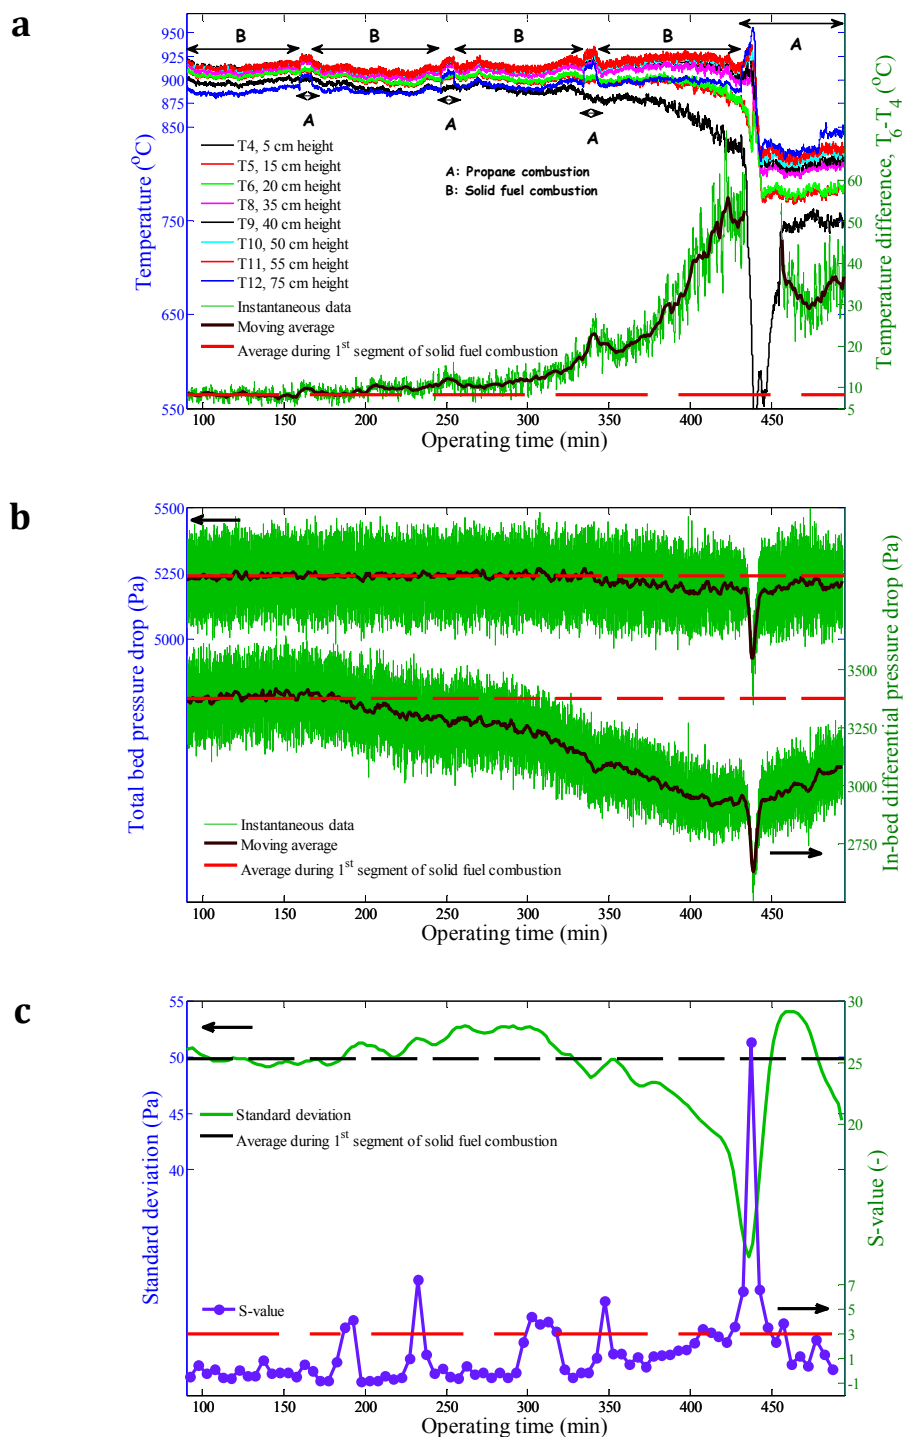 a
B
B
B
B
A
A
A
A
950
925
900
875
850
750
650
550
60
50
40
30
20
10
5
Temperature (°C)
Temperature difference, T6-T4 (°C)
T4, 5 cm height
T5, 15 cm height
T6, 20 cm height
T8, 35 cm height
T9, 40 cm height
T10, 50 cm height
T11, 55 cm height
T12, 75 cm height
Instantaneous data
Moving average
Average during 1st segment of solid fuel combustion
A: Propane combustion
B: Solid fuel combustion
100 150 200 250 300 350 400 450
Operating time (min)
b
5500
5250
5000
3500
3250
3000
2750
Total bed pressure drop (Pa)
In-bed differential pressure drop (Pa)
Instantaneous data
Moving average
Average during 1st segment of solid fuel combustion
100 150 200 250 300 350 400 450
Operating time (min)
c
55
50
45
40
30
25
20
7
5
3
1
-1
Standard deviation (Pa)
S-value (-)
Standard deviation
Average during 1st segment of solid fuel combustion
S-value
100 150 200 250 300 350 400 450
Operating time (min)